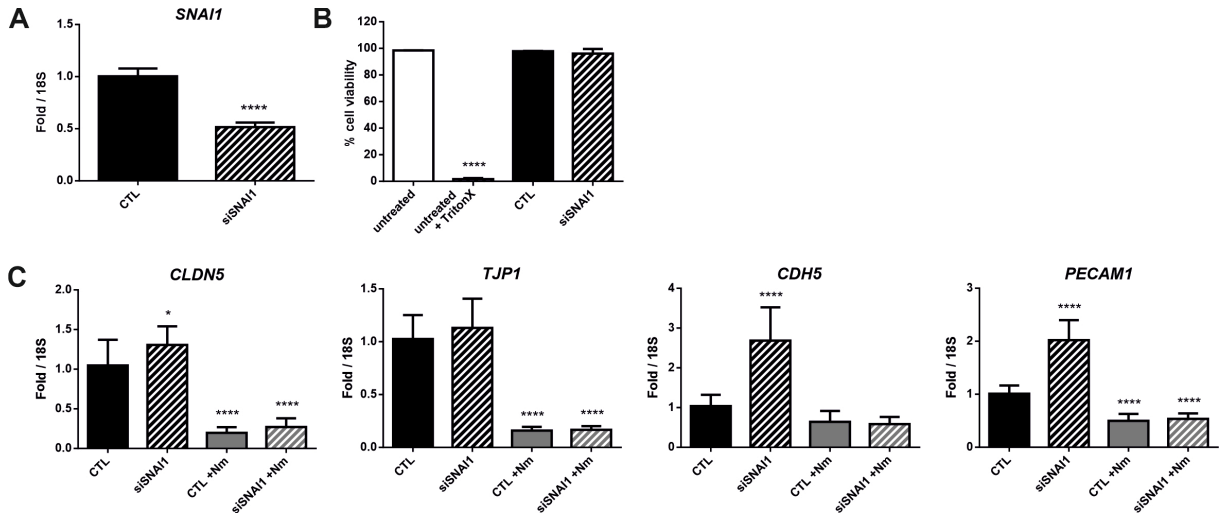 A
SNAI1
Fold / 18S
1.5
1.0
0.5
0.0
****
CTL
siSNAI1
B
% cell viability
120
100
80
60
40
20
0
****
untreated
untreated
+ TritonX
CTL
siSNAI1
C
CLDN5
Fold / 18S
2.0
1.5
1.0
0.5
0.0
*
****
****
CTL
siSNAI1
CTL +Nm
siSNAI1 +Nm
TJP1
Fold / 18S
1.5
1.0
0.5
0.0
****
****
CTL
siSNAI1
CTL +Nm
siSNAI1 +Nm
CDH5
Fold / 18S
4
3
2
1
0
****
CTL
siSNAI1
CTL +Nm
siSNAI1 +Nm
PECAM1
Fold / 18S
3
2
1
0
****
****
****
CTL
siSNAI1
CTL +Nm
siSNAI1 +Nm